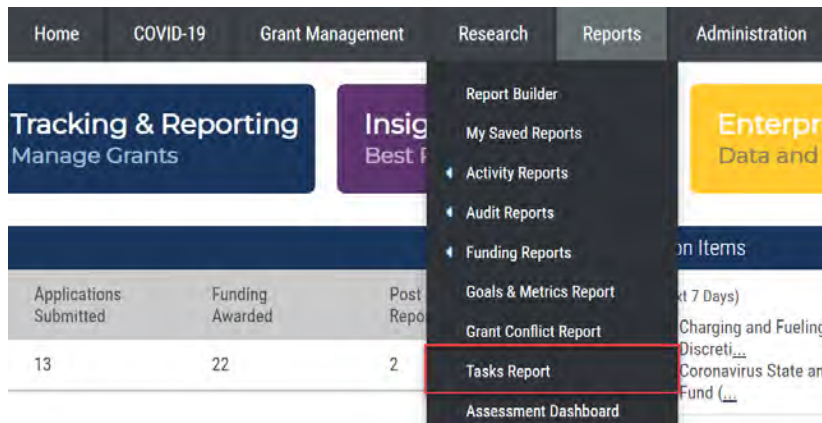 Home COVID-19 Grant Management Research Reports Administration
Tracking & Reporting
Manage Grants
Insig
Best
Enterpr
Data and
Report Builder
My Saved Reports
Activity Reports
Audit Reports
Funding Reports
Goals & Metrics Report
Grant Conflict Report
Tasks Report
Assessment Dashboard
on Items
Applications
Submitted
Funding
Awarded
Post
Repo
13 22 2
xt 7 Days)
Charging and Fueling
Discreti...
Coronavirus State an
Fund (...